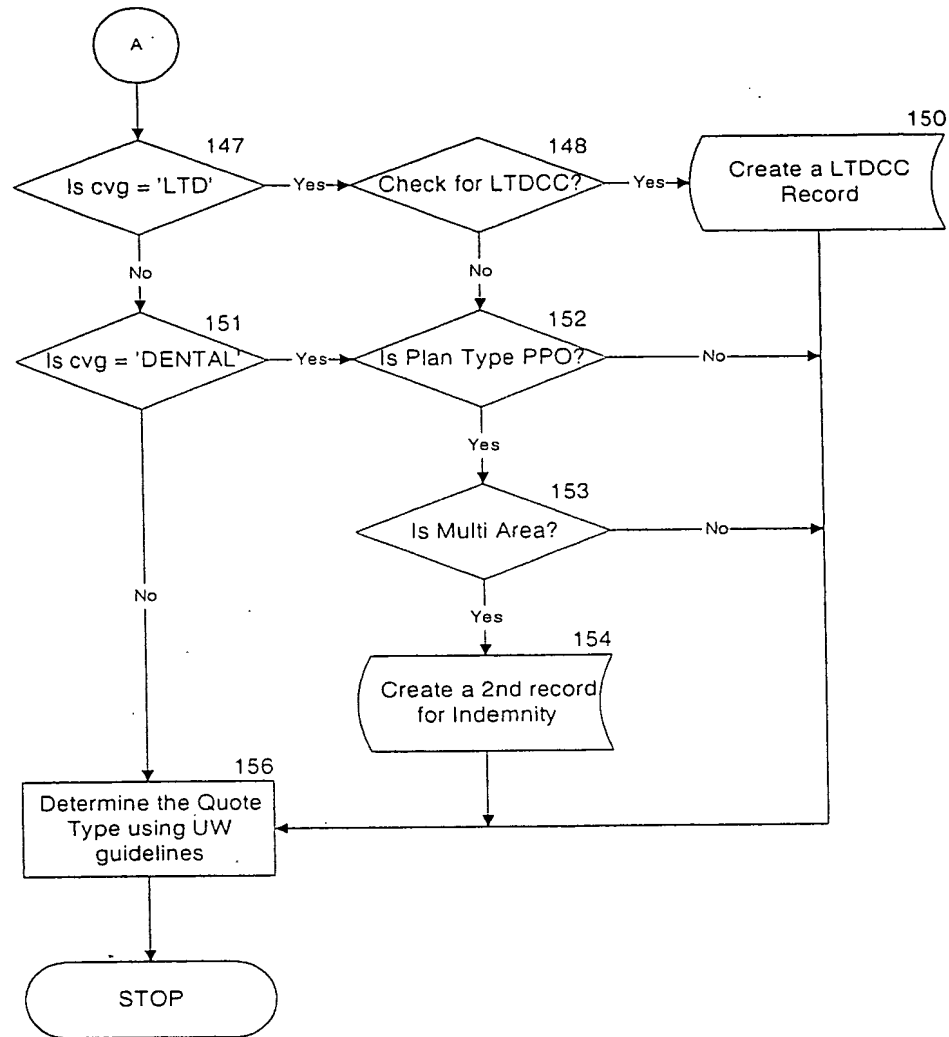 A
147
Is cvg = 'LTD'
Yes
148
Check for LTDCC?
Yes
150
Create a LTDCC
Record
No
No
151
Is cvg = 'DENTAL'
Yes
152
Is Plan Type PPO?
No
Yes
153
Is Multi Area?
No
No
Yes
154
Create a 2nd record
for Indemnity
156
Determine the Quote
Type using UW
guidelines
STOP